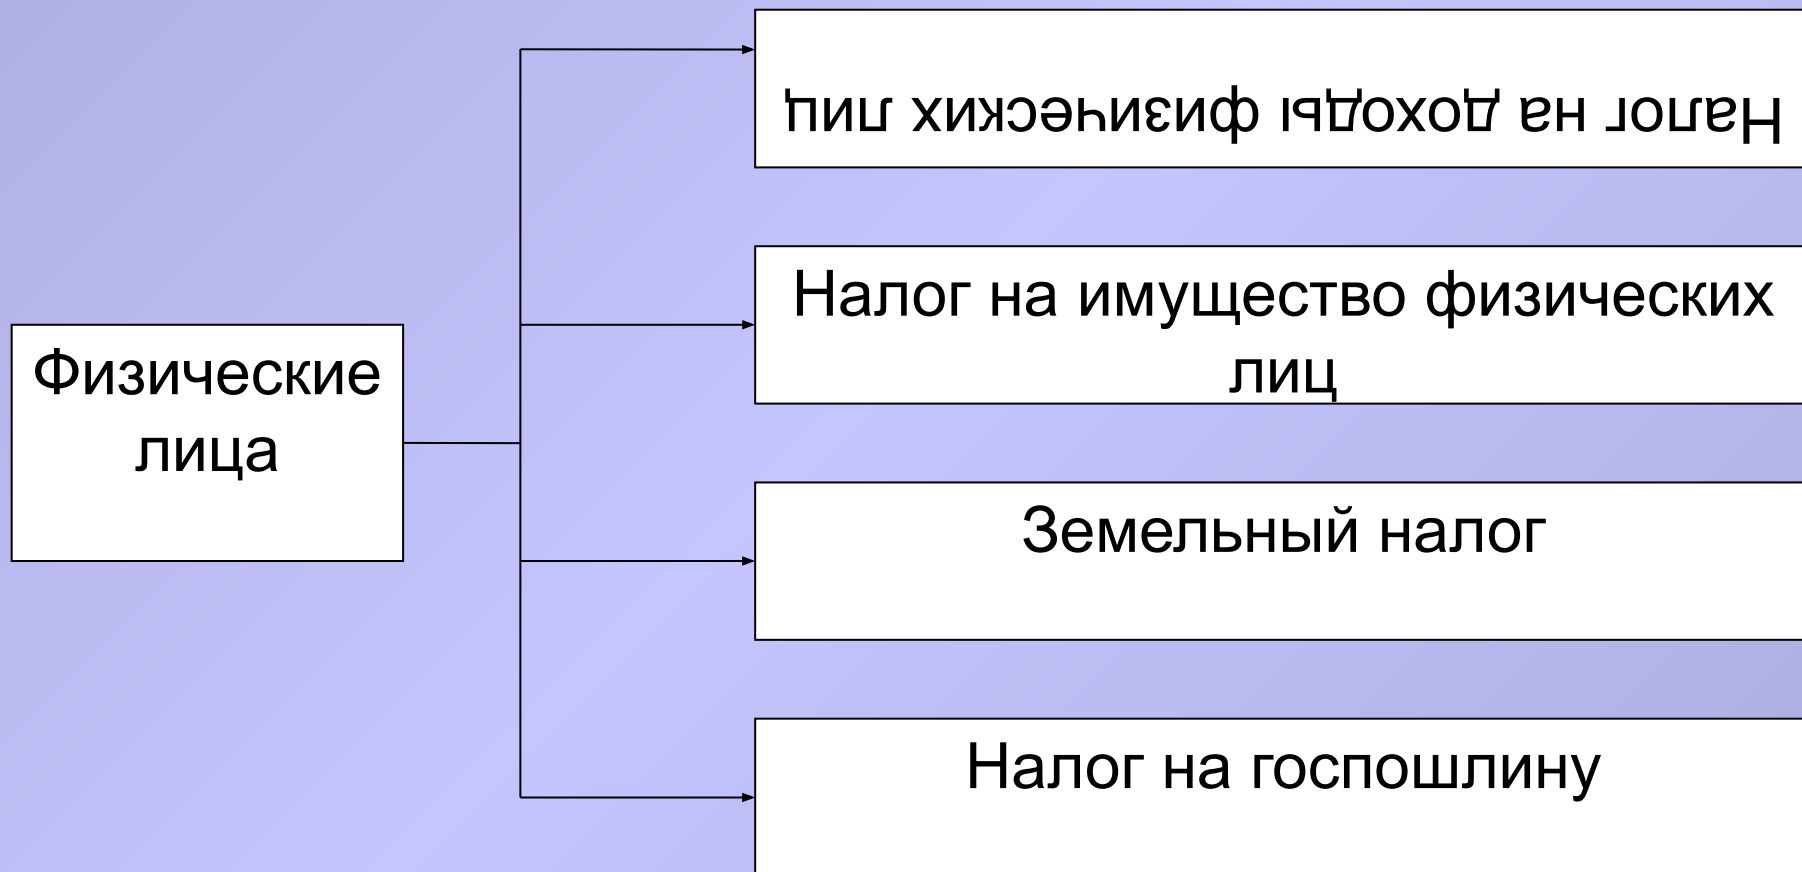 Налог на доходы физических лиц
Налог на имущество физических
лиц
Физические
лица
Земельный налог
Налог на госпошлину